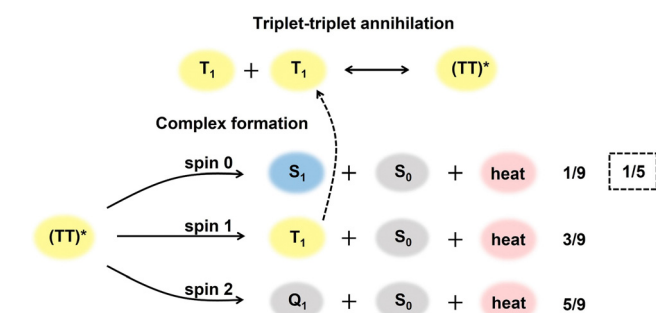 Triplet-triplet annihilation
T₁ + T₁ (TT)*
Complex formation
spin 0 S₁ + S₀ + heat 1/9 1/5
(TT)* spin 1 T₁ + S₀ + heat 3/9
spin 2 Q₁ + S₀ + heat 5/9